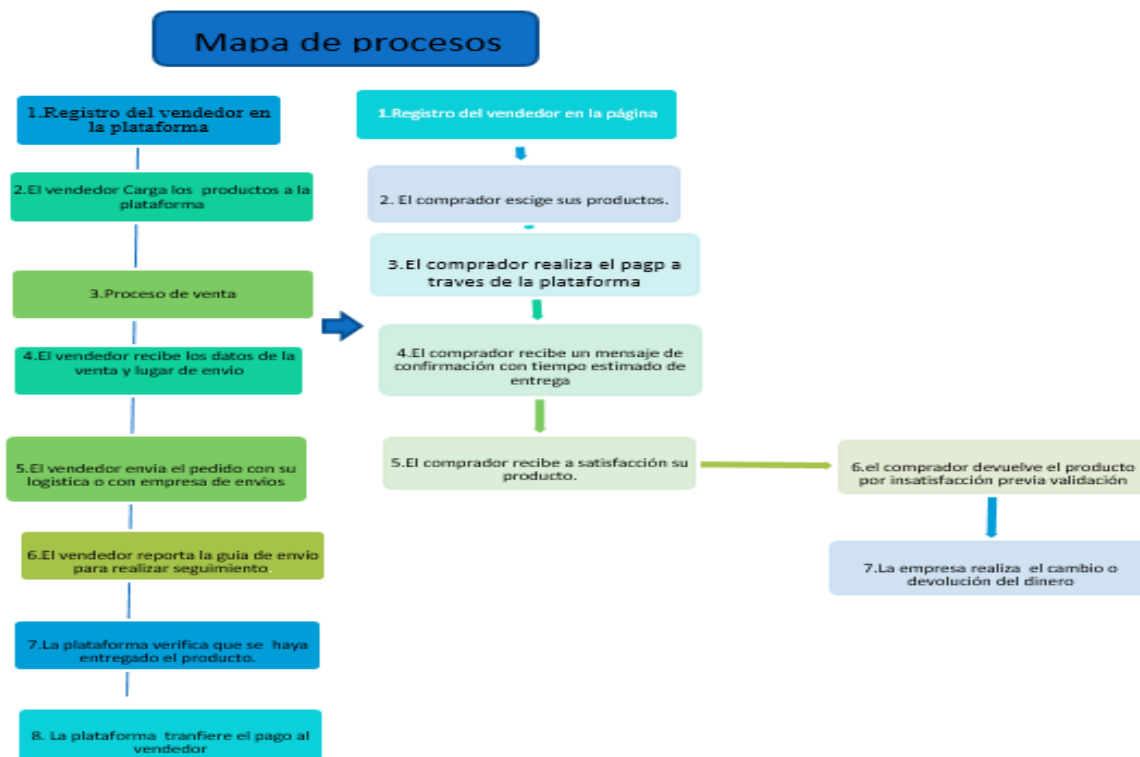 Mapa de procesos
1.Registro del vendedor en
la plataforma
2.El vendedor Carga los productos a la
plataforma
3.Proceso de venta
4.El vendedor recibe los datos de la
venta y lugar de envio
5.El vendedor envia el pedido con su
logistica o con empresa de envios
6.El vendedor reporta la guia de envio
para realizar seguimiento.
7.La plataforma verifica que se haya
entregado el producto.
8. La plataforma tranfiere el pago al
vendedor
1.Registro del vendedor en la página
2. El comprador escige sus productos.
3.El comprador realiza el pagp a
traves de la plataforma
4.El comprador recibe un mensaje de
confirmación con tiempo estimado de
entrega
5.El comprador recibe a satisfacción su
producto.
6.el comprador devuelve el producto
por insatisfacción previa validación
7.La empresa realiza el cambio o
devolución del dinero